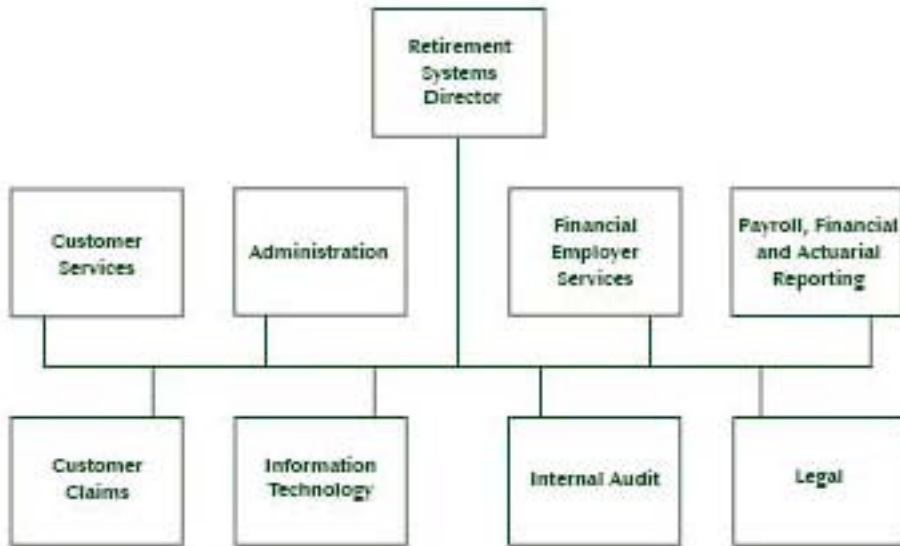 Retirement
Systems
Director
Customer
Services
Administration
Financial
Employer
Services
Payroll, Financial
and Actuarial
Reporting
Customer
Claims
Information
Technology
Internal Audit
Legal